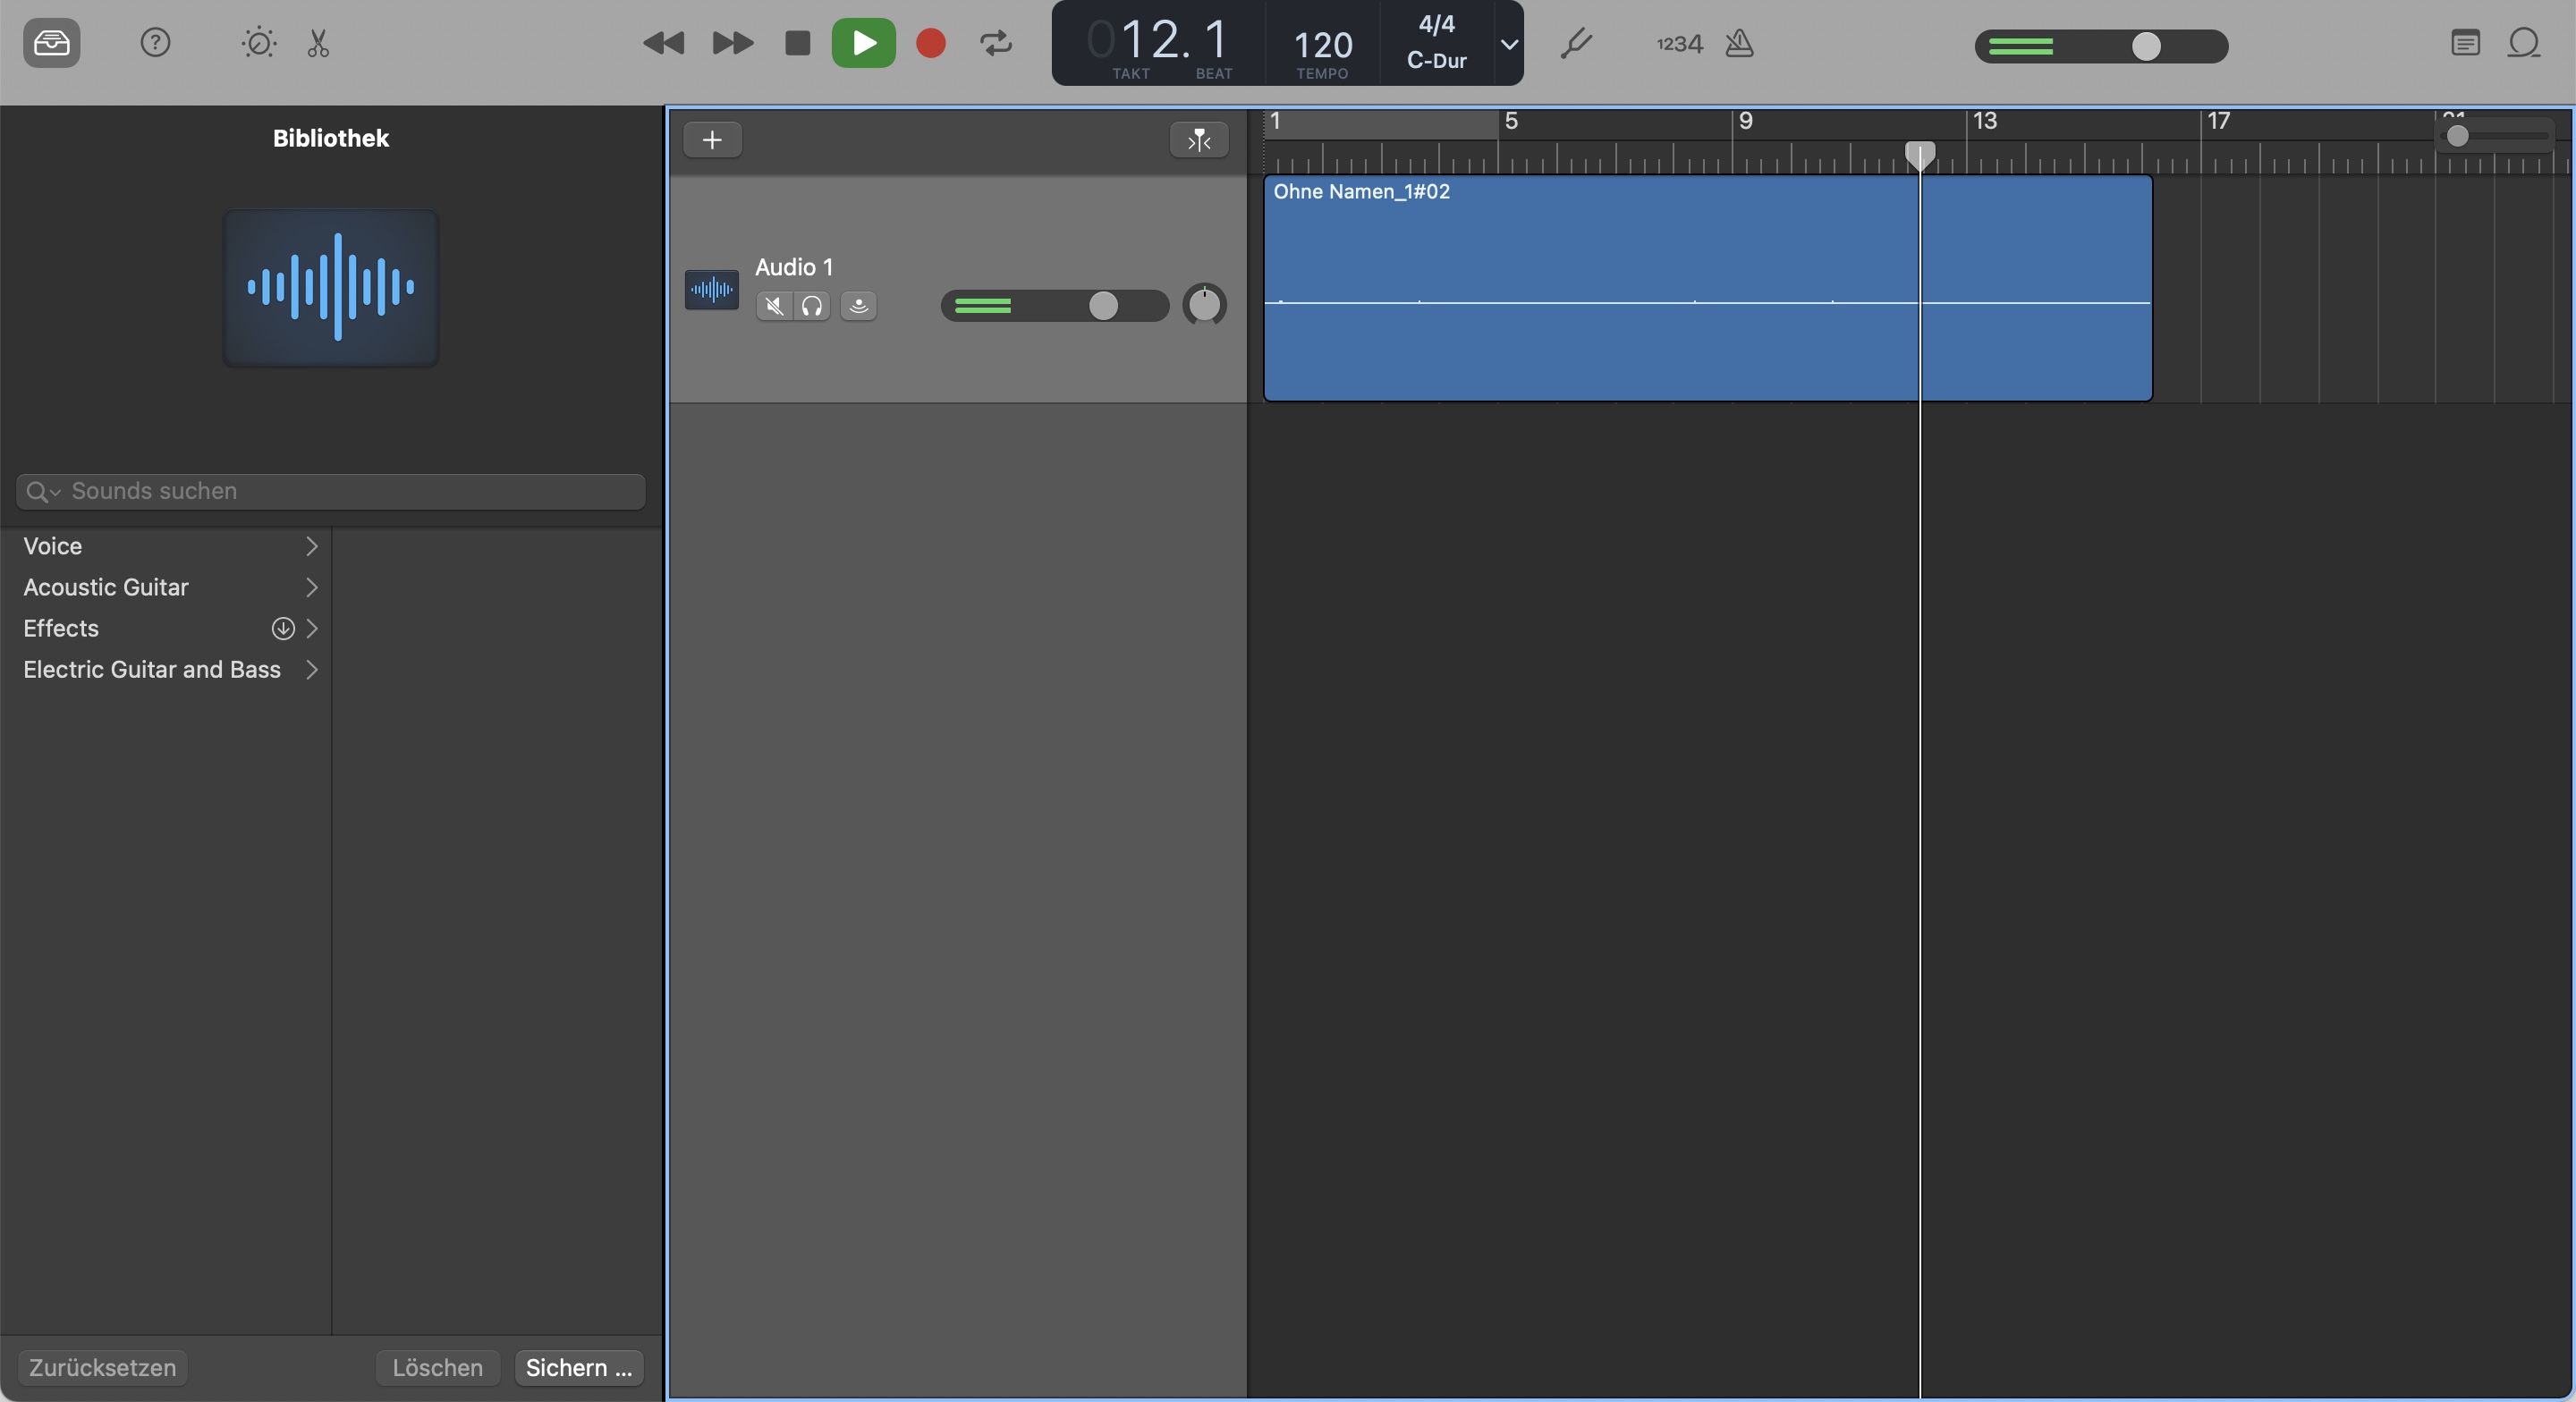 012. 1
TAKT BEAT
120
TEMPO
4/4
C-Dur
1234
Bibliothek
1 5 9 13 17
Ohne Namen_1#02
Audio 1
Sounds suchen
Voice
Acoustic Guitar
Effects
Electric Guitar and Bass
Zurücksetzen Löschen Sichern ...